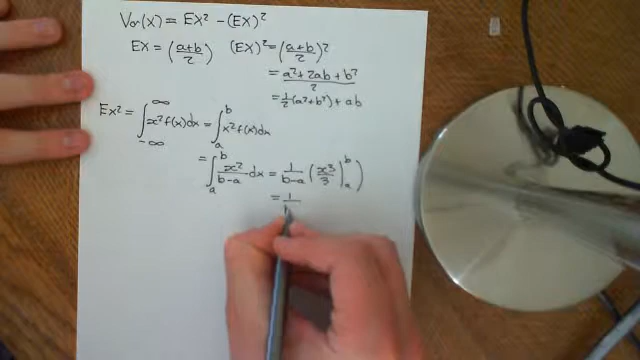 Var(X) = EX² − (EX)²
EX = (a+b/2) (EX)² = (a+b/2)²
= a² + 2ab + b²/2
= 1/2(a² + b²) + ab
EX² = ∫_{-∞}^{∞} x² f(x)dx = ∫_a^b x² f(x)dx
= ∫_a^b x²/b−a dx = 1/b−a (x³/3 |_a^b)
= 1